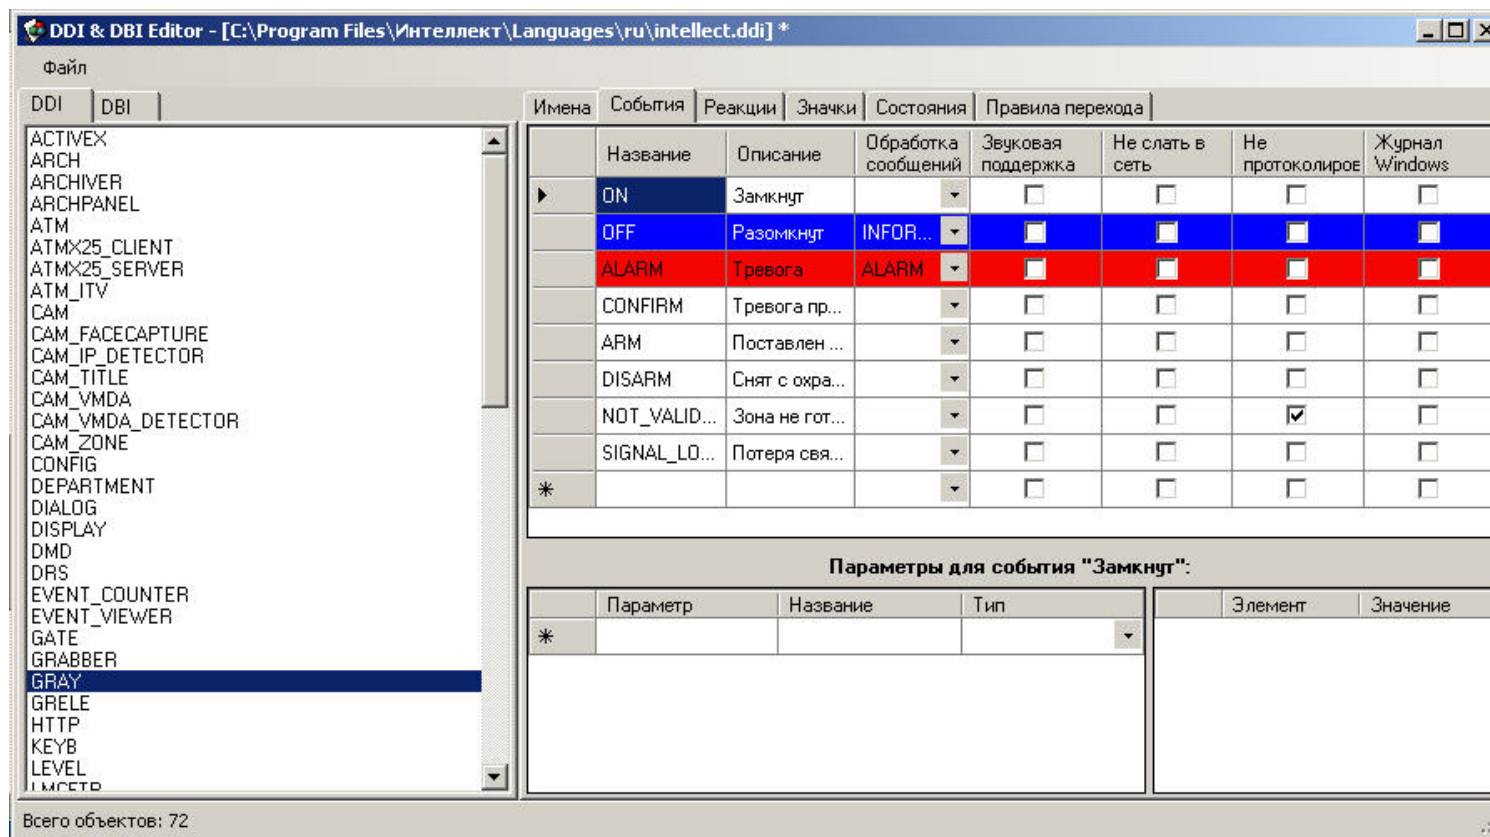 DDI & DBI Editor - [C:\Program Files\Интеллект\Languages\ru\intellect.ddi] *
Файл
DDI DBI
ACTIVEX
ARCH
ARCHIVER
ARCHPANEL
ATM
ATMX25_CLIENT
ATMX25_SERVER
ATM_ITV
CAM
CAM_FACECAPTURE
CAM_IP_DETECTOR
CAM_TITLE
CAM_VMDA
CAM_VMDA_DETECTOR
CAM_ZONE
CONFIG
DEPARTMENT
DIALOG
DISPLAY
DMD
DRS
EVENT_COUNTER
EVENT_VIEWER
GATE
GRABBER
GRAY
GRELE
HTTP
KEYB
LEVEL
Имена События Реакции Значки Состояния Правила перехода
Название Описание Обработка сообщений Звуковая поддержка Не слать в сеть Не протоколиров Журнал Windows
ON Замкнут
OFF Разомкнут INFOR...
ALARM Тревога ALARM
CONFIRM Тревога пр...
ARM Поставлен ...
DISARM Снят с охра...
NOT_VALID... Зона не гот...
SIGNAL_LO... Потеря свя...
Параметры для события "Замкнут":
Параметр Название Тип
Элемент Значение
Всего объектов: 72